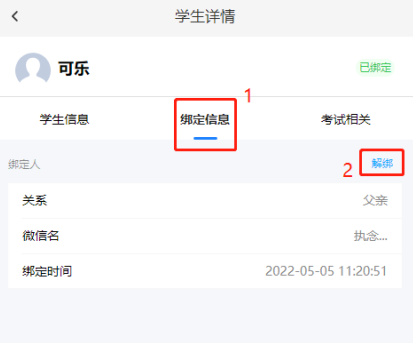 学生详情
可乐 已绑定
1
学生信息 绑定信息 考试相关
绑定人 2 解绑
关系 父亲
微信名 执念...
绑定时间 2022-05-05 11:20:51